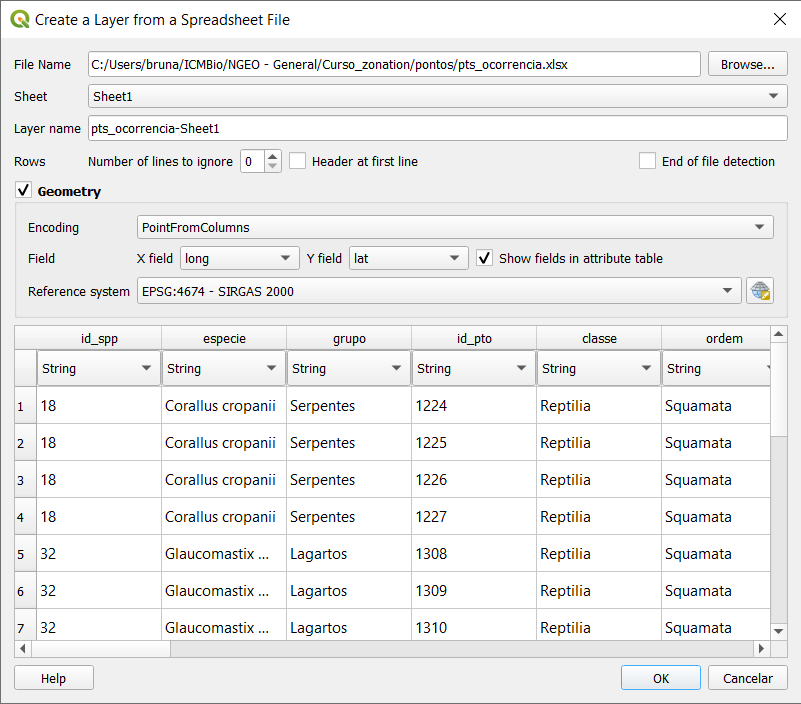 Create a Layer from a Spreadsheet File
File Name C:/Users/bruna/ICMBio/NGEO - General/Curso_zonation/pontos/pts_ocorrencia.xlsx Browse...
Sheet Sheet1
Layer name pts_ocorrencia-Sheet1
Rows Number of lines to ignore 0 Header at first line End of file detection
Geometry
Encoding PointFromColumns
Field X field long Y field lat Show fields in attribute table
Reference system EPSG:4674 - SIRGAS 2000
id_spp especie grupo id_pto classe ordem
String String String String String String
1 18 Corallus cropanii Serpentes 1224 Reptilia Squamata
2 18 Corallus cropanii Serpentes 1225 Reptilia Squamata
3 18 Corallus cropanii Serpentes 1226 Reptilia Squamata
4 18 Corallus cropanii Serpentes 1227 Reptilia Squamata
5 32 Glaucomastix ... Lagartos 1308 Reptilia Squamata
6 32 Glaucomastix ... Lagartos 1309 Reptilia Squamata
7 32 Glaucomastix ... Lagartos 1310 Reptilia Squamata
Help OK Cancelar